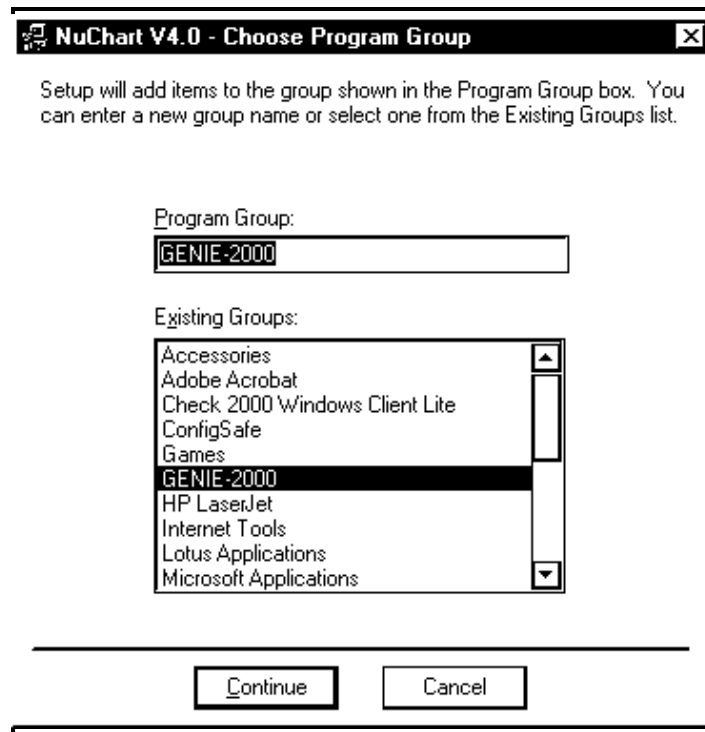 NuChart V4.0 - Choose Program Group
Setup will add items to the group shown in the Program Group box. You
can enter a new group name or select one from the Existing Groups list.
Program Group:
GENIE-2000
Existing Groups:
Accessories
Adobe Acrobat
Check 2000 Windows Client Lite
ConfigSafe
Games
GENIE-2000
HP LaserJet
Internet Tools
Lotus Applications
Microsoft Applications
Continue
Cancel